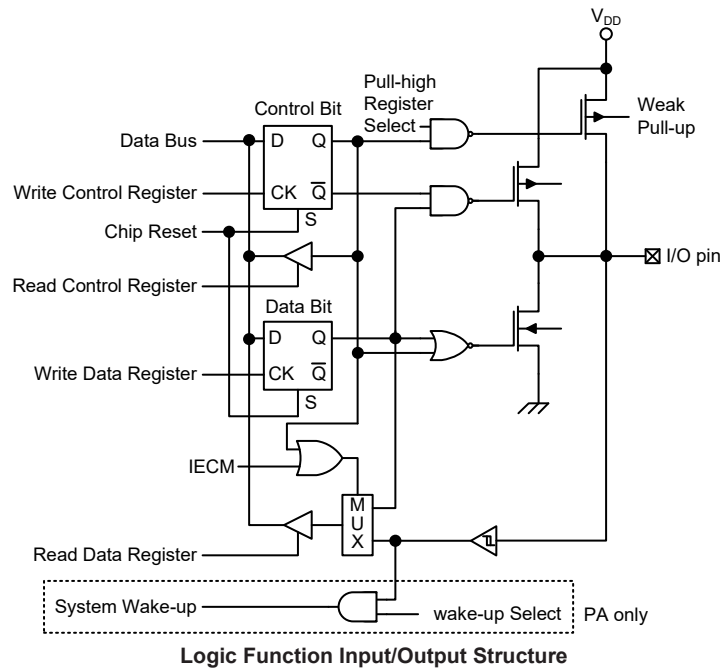 V_DD
Pull-high
Register
Select
Control Bit
Weak
Pull-up
Data Bus
D
Q
Write Control Register
CK
Q̅
S
Chip Reset
I/O pin
Read Control Register
Data Bit
D
Q
Write Data Register
CK
Q̅
S
IECM
M
U
X
Read Data Register
System Wake-up
wake-up Select
PA only
Logic Function Input/Output Structure